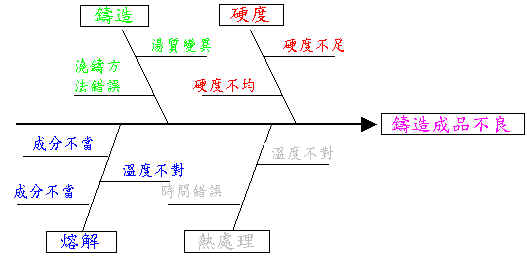 鑄造
硬度
湯質變異
硬度不足
澆鑄方
法錯誤
硬度不均
鑄造成品不良
成分不當
溫度不對
溫度不對
成分不當
時間錯誤
熔解
熱處理